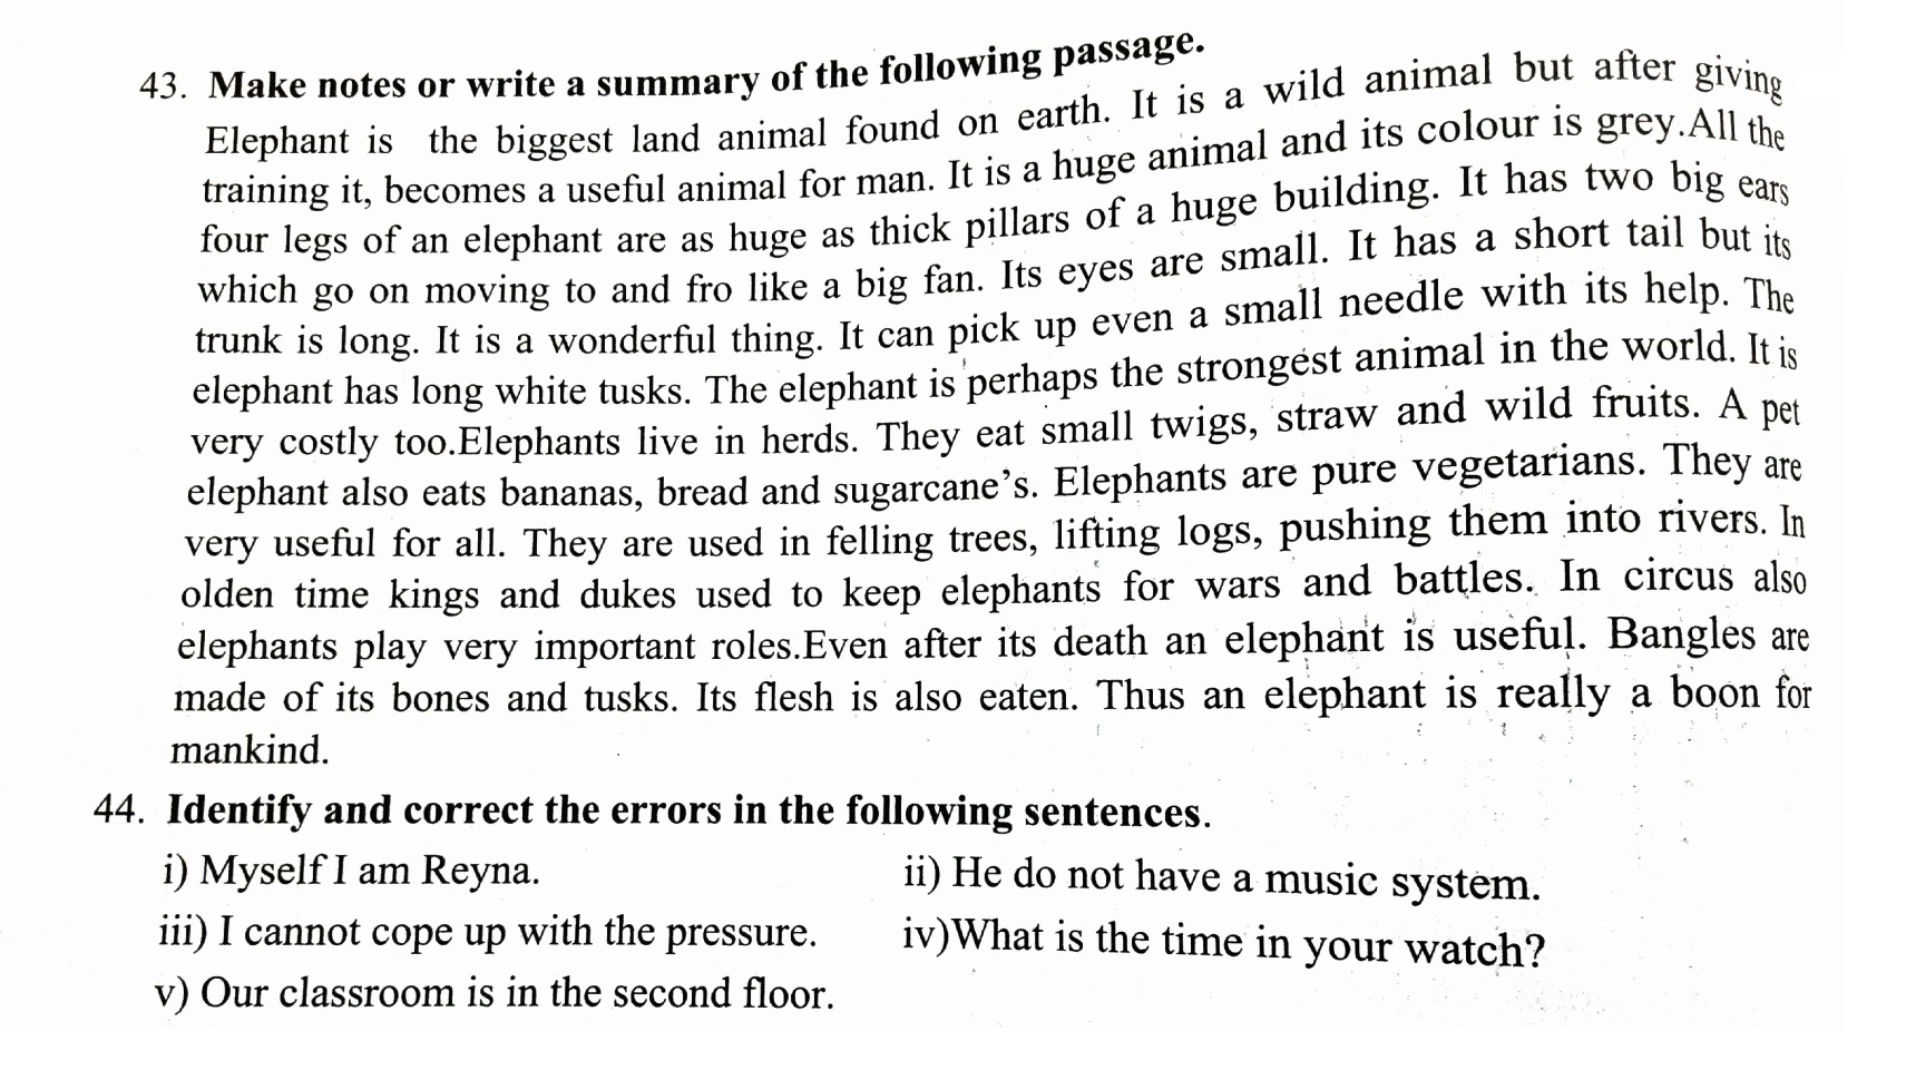 43. Make notes or write a summary of the following passage.
Elephant is the biggest land animal found on earth. It is a wild animal but after giving
training it, becomes a useful animal for man. It is a huge animal and its colour is grey.All the
four legs of an elephant are as huge as thick pillars of a huge building. It has two big ears
which go on moving to and fro like a big fan. Its eyes are small. It has a short tail but its
trunk is long. It is a wonderful thing. It can pick up even a small needle with its help. The
elephant has long white tusks. The elephant is perhaps the strongest animal in the world. It is
very costly too.Elephants live in herds. They eat small twigs, straw and wild fruits. A pet
elephant also eats bananas, bread and sugarcane’s. Elephants are pure vegetarians. They are
very useful for all. They are used in felling trees, lifting logs, pushing them into rivers. In
olden time kings and dukes used to keep elephants for wars and battles. In circus also
elephants play very important roles.Even after its death an elephant is useful. Bangles are
made of its bones and tusks. Its flesh is also eaten. Thus an elephant is really a boon for
mankind.
44. Identify and correct the errors in the following sentences.
i) Myself I am Reyna.
ii) He do not have a music system.
iii) I cannot cope up with the pressure.
iv)What is the time in your watch?
v) Our classroom is in the second floor.